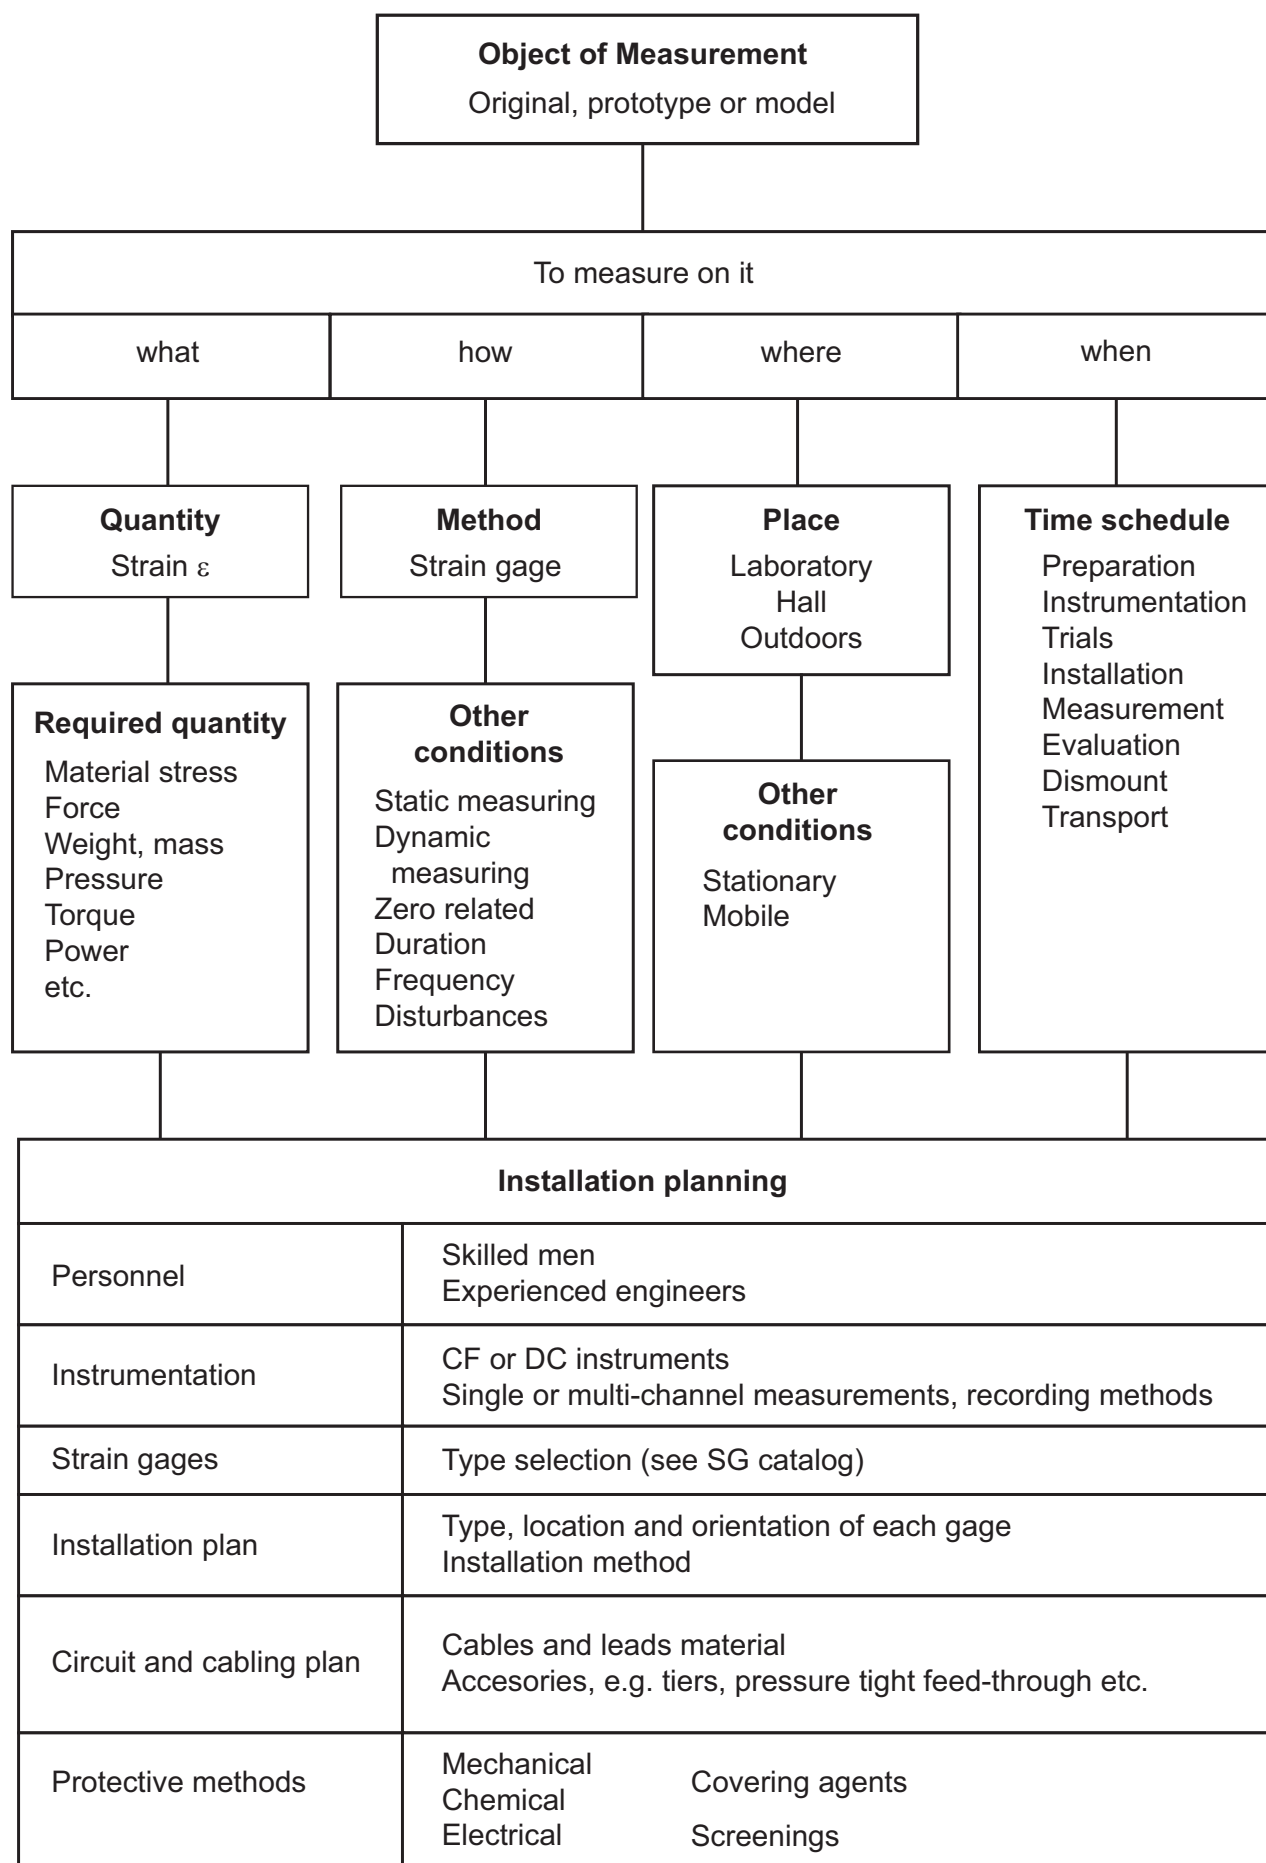 Object of Measurement
Original, prototype or model
To measure on it
what
how
where
when
Quantity
Strain ε
Method
Strain gage
Place
Laboratory
Hall
Outdoors
Time schedule
Preparation
Instrumentation
Trials
Installation
Measurement
Evaluation
Dismount
Transport
Required quantity
Material stress
Force
Weight, mass
Pressure
Torque
Power
etc.
Other
conditions
Static measuring
Dynamic
measuring
Zero related
Duration
Frequency
Disturbances
Other
conditions
Stationary
Mobile
Installation planning
Personnel
Skilled men
Experienced engineers
Instrumentation
CF or DC instruments
Single or multi-channel measurements, recording methods
Strain gages
Type selection (see SG catalog)
Installation plan
Type, location and orientation of each gage
Installation method
Circuit and cabling plan
Cables and leads material
Accesories, e.g. tiers, pressure tight feed-through etc.
Protective methods
Mechanical
Chemical
Electrical
Covering agents
Screenings